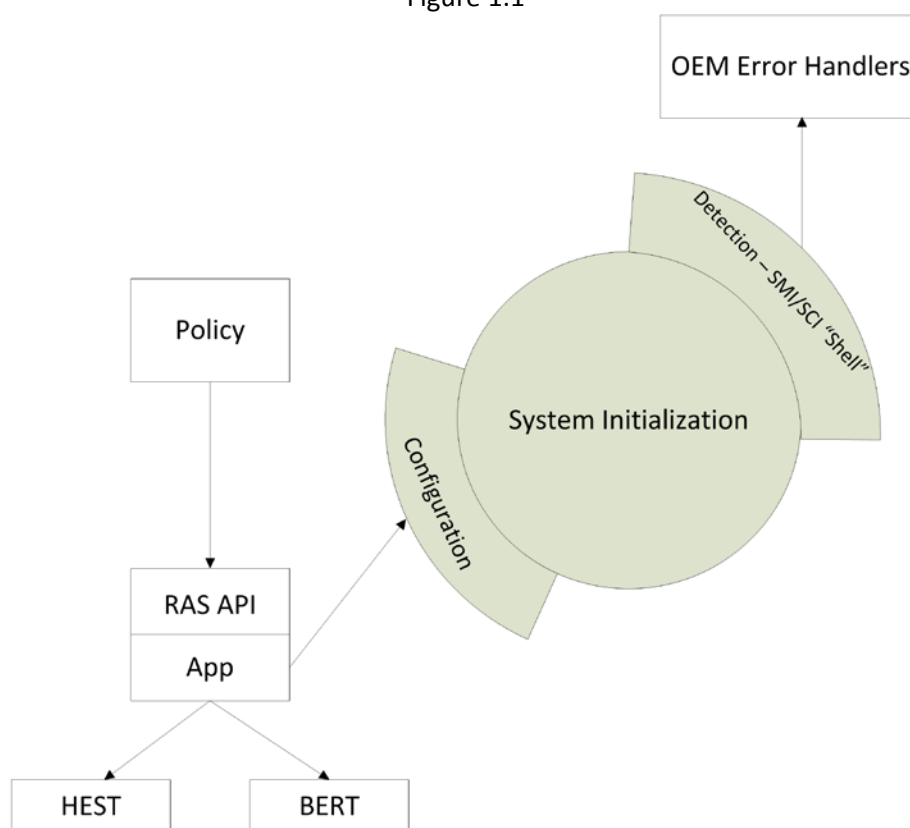 Figure 1.1
OEM Error Handlers
Detection – SMI/SCI “Shell”
Policy
System Initialization
Configuration
RAS API
App
HEST
BERT